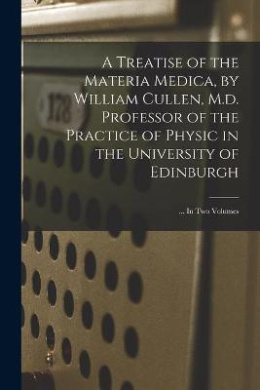 A Treatise of the
Materia Medica, by
William Cullen, M.d.
Professor of the
Practice of Physic in
the University of
Edinburgh
... In Two Volumes
178